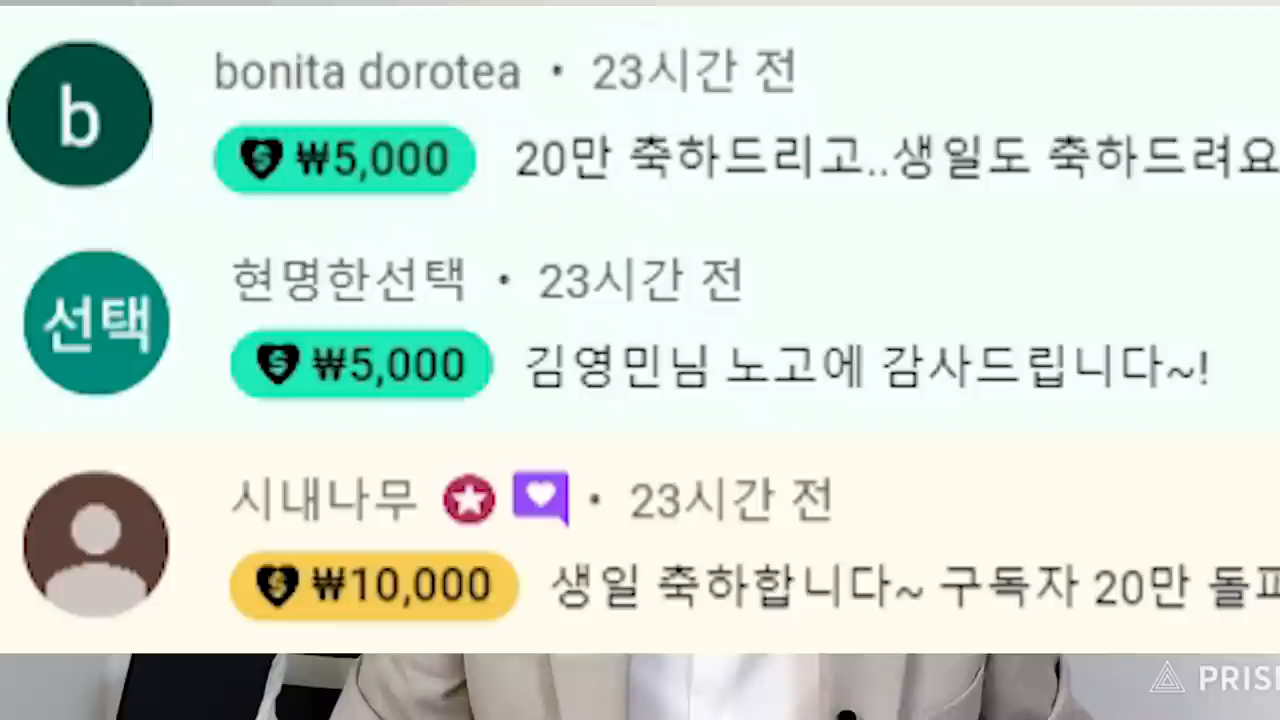 b
bonita dorotea • 23시간 전
₩5,000 20만 축하드리고..생일도 축하드려요
선택
현명한선택 • 23시간 전
₩5,000 김영민님 노고에 감사드립니다~!
시내나무 • 23시간 전
₩10,000 생일 축하합니다~ 구독자 20만 돌